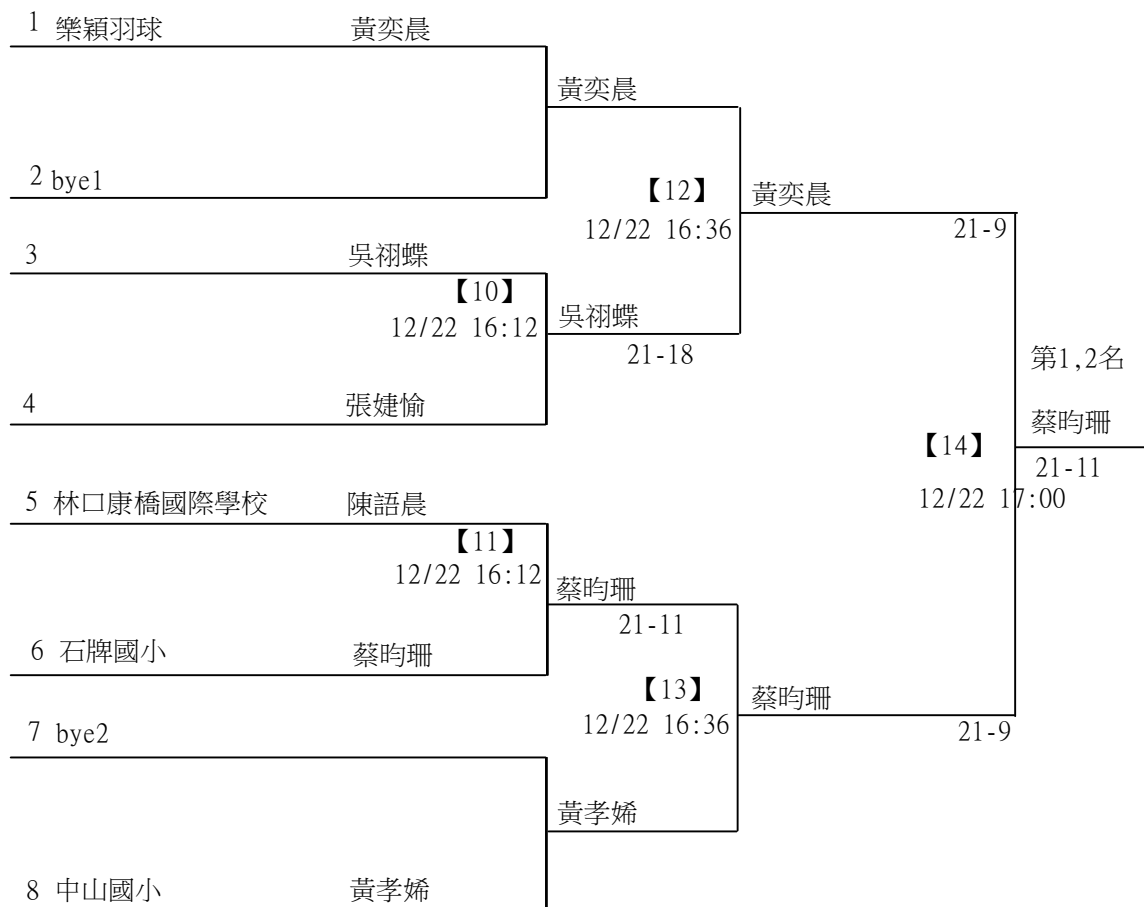 1 樂穎羽球 黃奕晨
黃奕晨
2 bye1
【12】
12/22 16:36
黃奕晨
21-9
3 吳祤蝶
【10】
12/22 16:12
吳祤蝶
21-18
4 張婕愉
第1,2名
蔡昀珊
【14】
21-11
12/22 17:00
5 林口康橋國際學校 陳語晨
【11】
12/22 16:12
蔡昀珊
21-11
6 石牌國小 蔡昀珊
【13】
12/22 16:36
蔡昀珊
21-9
7 bye2
黃孝婂
8 中山國小 黃孝婂